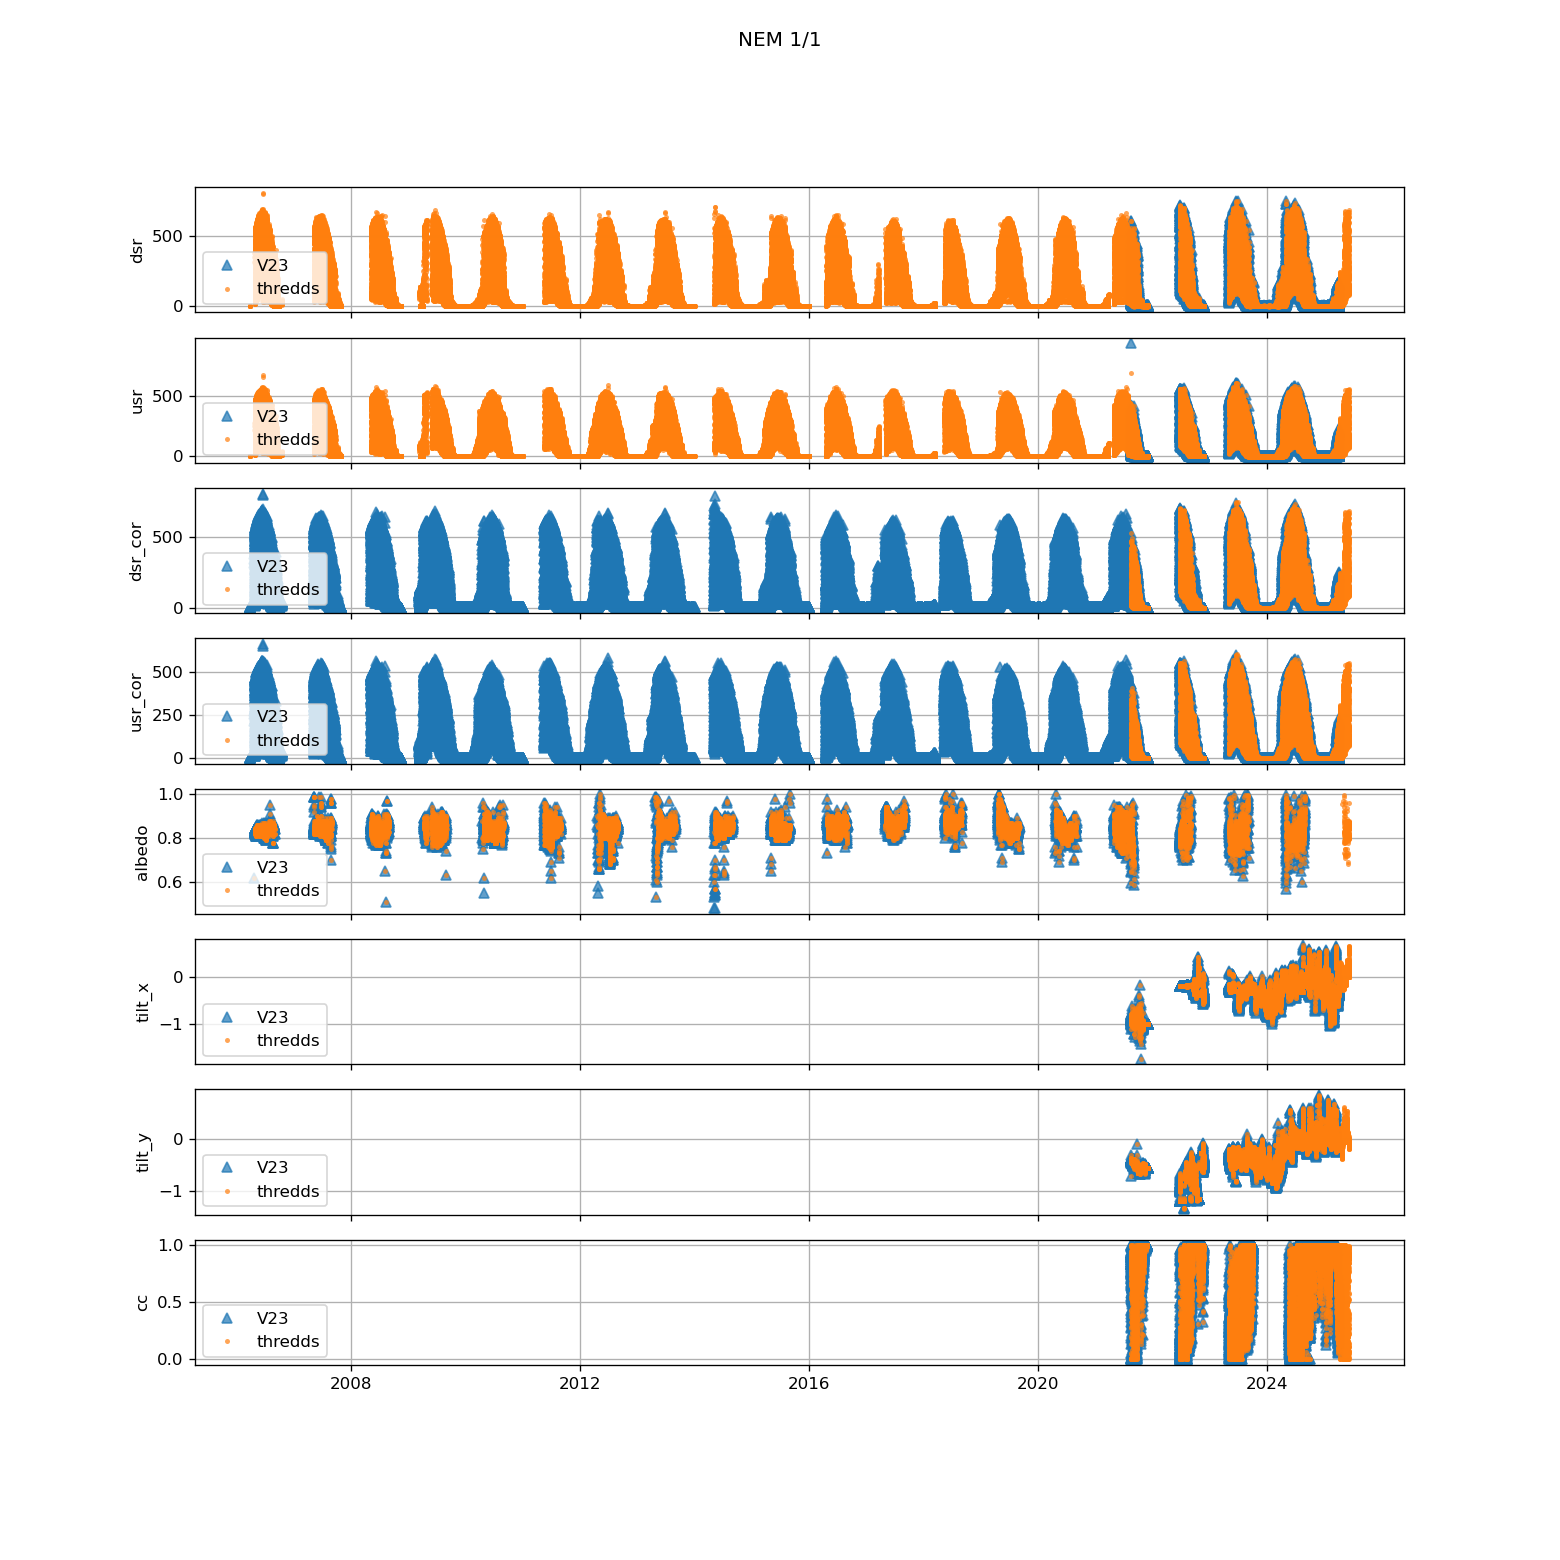 NEM 1/1
dsr
500
0
V23
thredds
usr
500
0
V23
thredds
dsr_cor
500
0
V23
thredds
usr_cor
500
250
0
V23
thredds
albedo
1.0
0.8
0.6
V23
thredds
tilt_x
0
−1
V23
thredds
tilt_y
0
−1
V23
thredds
cc
1.0
0.5
0.0
V23
thredds
2008 2012 2016 2020 2024